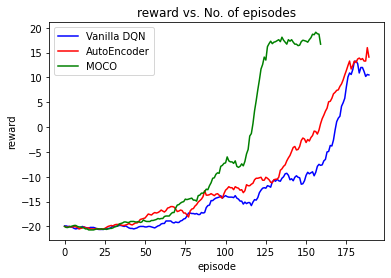 reward vs. No. of episodes
Vanilla DQN
AutoEncoder
MOCO
reward
20
15
10
5
0
−5
−10
−15
−20
0 25 50 75 100 125 150 175
episode